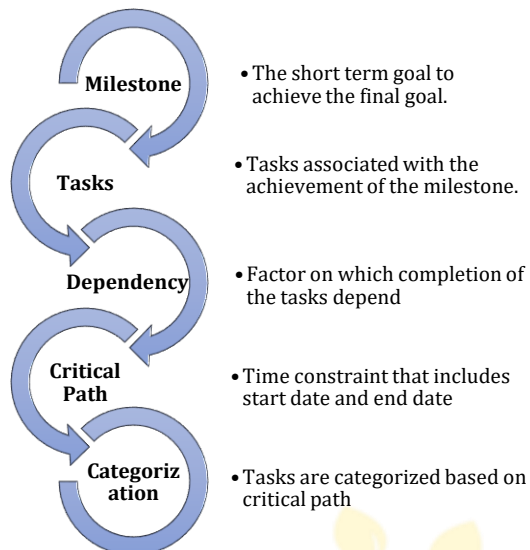 Milestone
• The short term goal to
achieve the final goal.
Tasks
• Tasks associated with the
achievement of the milestone.
Dependency
• Factor on which completion of
the tasks depend
Critical
Path
• Time constraint that includes
start date and end date
Categoriz
ation
• Tasks are categorized based on
critical path